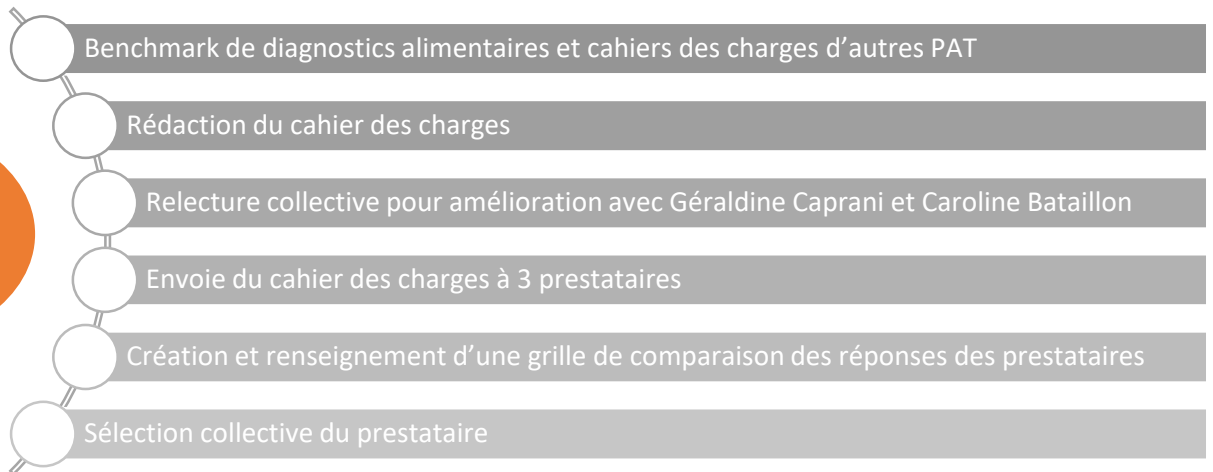 Benchmark de diagnostics alimentaires et cahiers des charges d’autres PAT
Rédaction du cahier des charges
Relecture collective pour amélioration avec Géraldine Caprani et Caroline Bataillon
Envoie du cahier des charges à 3 prestataires
Création et renseignement d’une grille de comparaison des réponses des prestataires
Sélection collective du prestataire